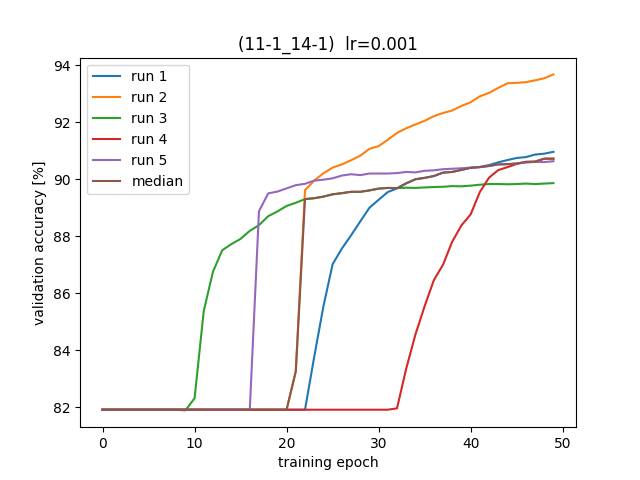 (11-1_14-1)  lr=0.001
validation accuracy [%]
94
92
90
88
86
84
82
run 1
run 2
run 3
run 4
run 5
median
0
10
20
30
40
50
training epoch